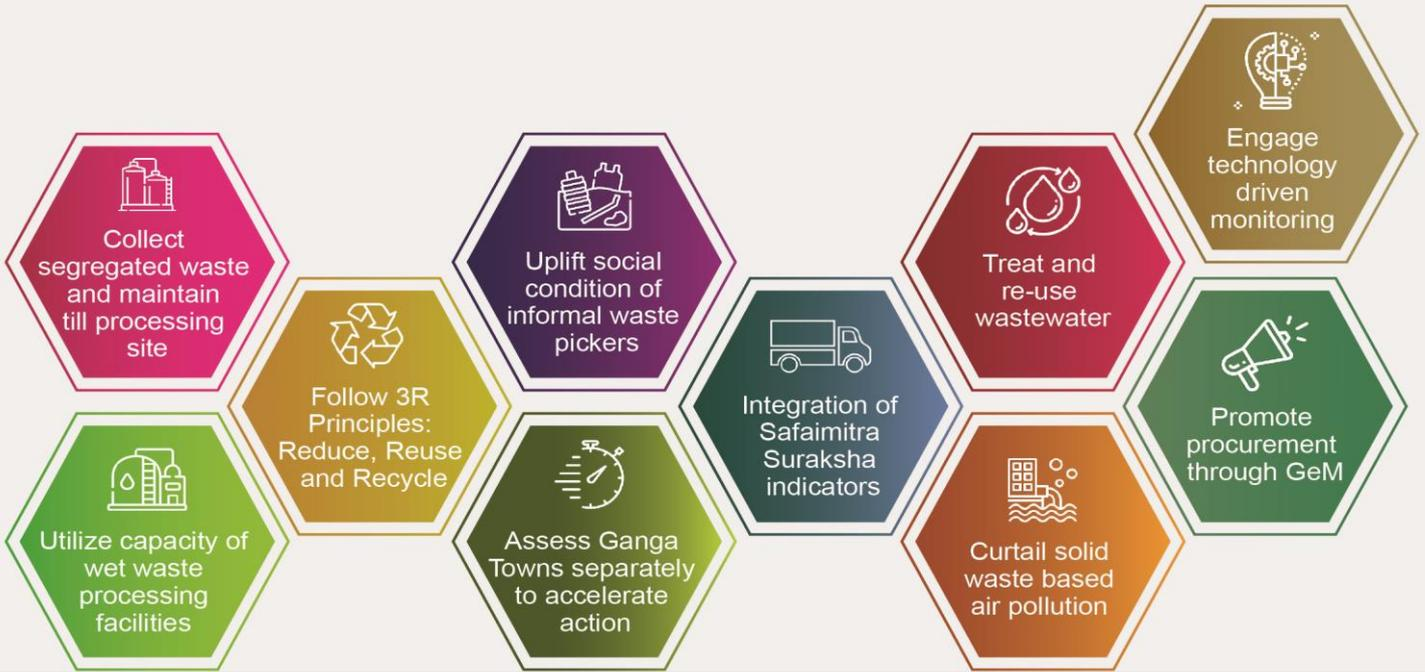 Collect
segregated waste
and maintain
till processing
site
Utilize capacity of
wet waste
processing
facilities
Follow 3R
Principles:
Reduce, Reuse
and Recycle
Uplift social
condition of
informal waste
pickers
Assess Ganga
Towns separately
to accelerate
action
Integration of
Safaimitra
Suraksha
indicators
Treat and
re-use
wastewater
Curtail solid
waste based
air pollution
Engage
technology
driven
monitoring
Promote
procurement
through GeM